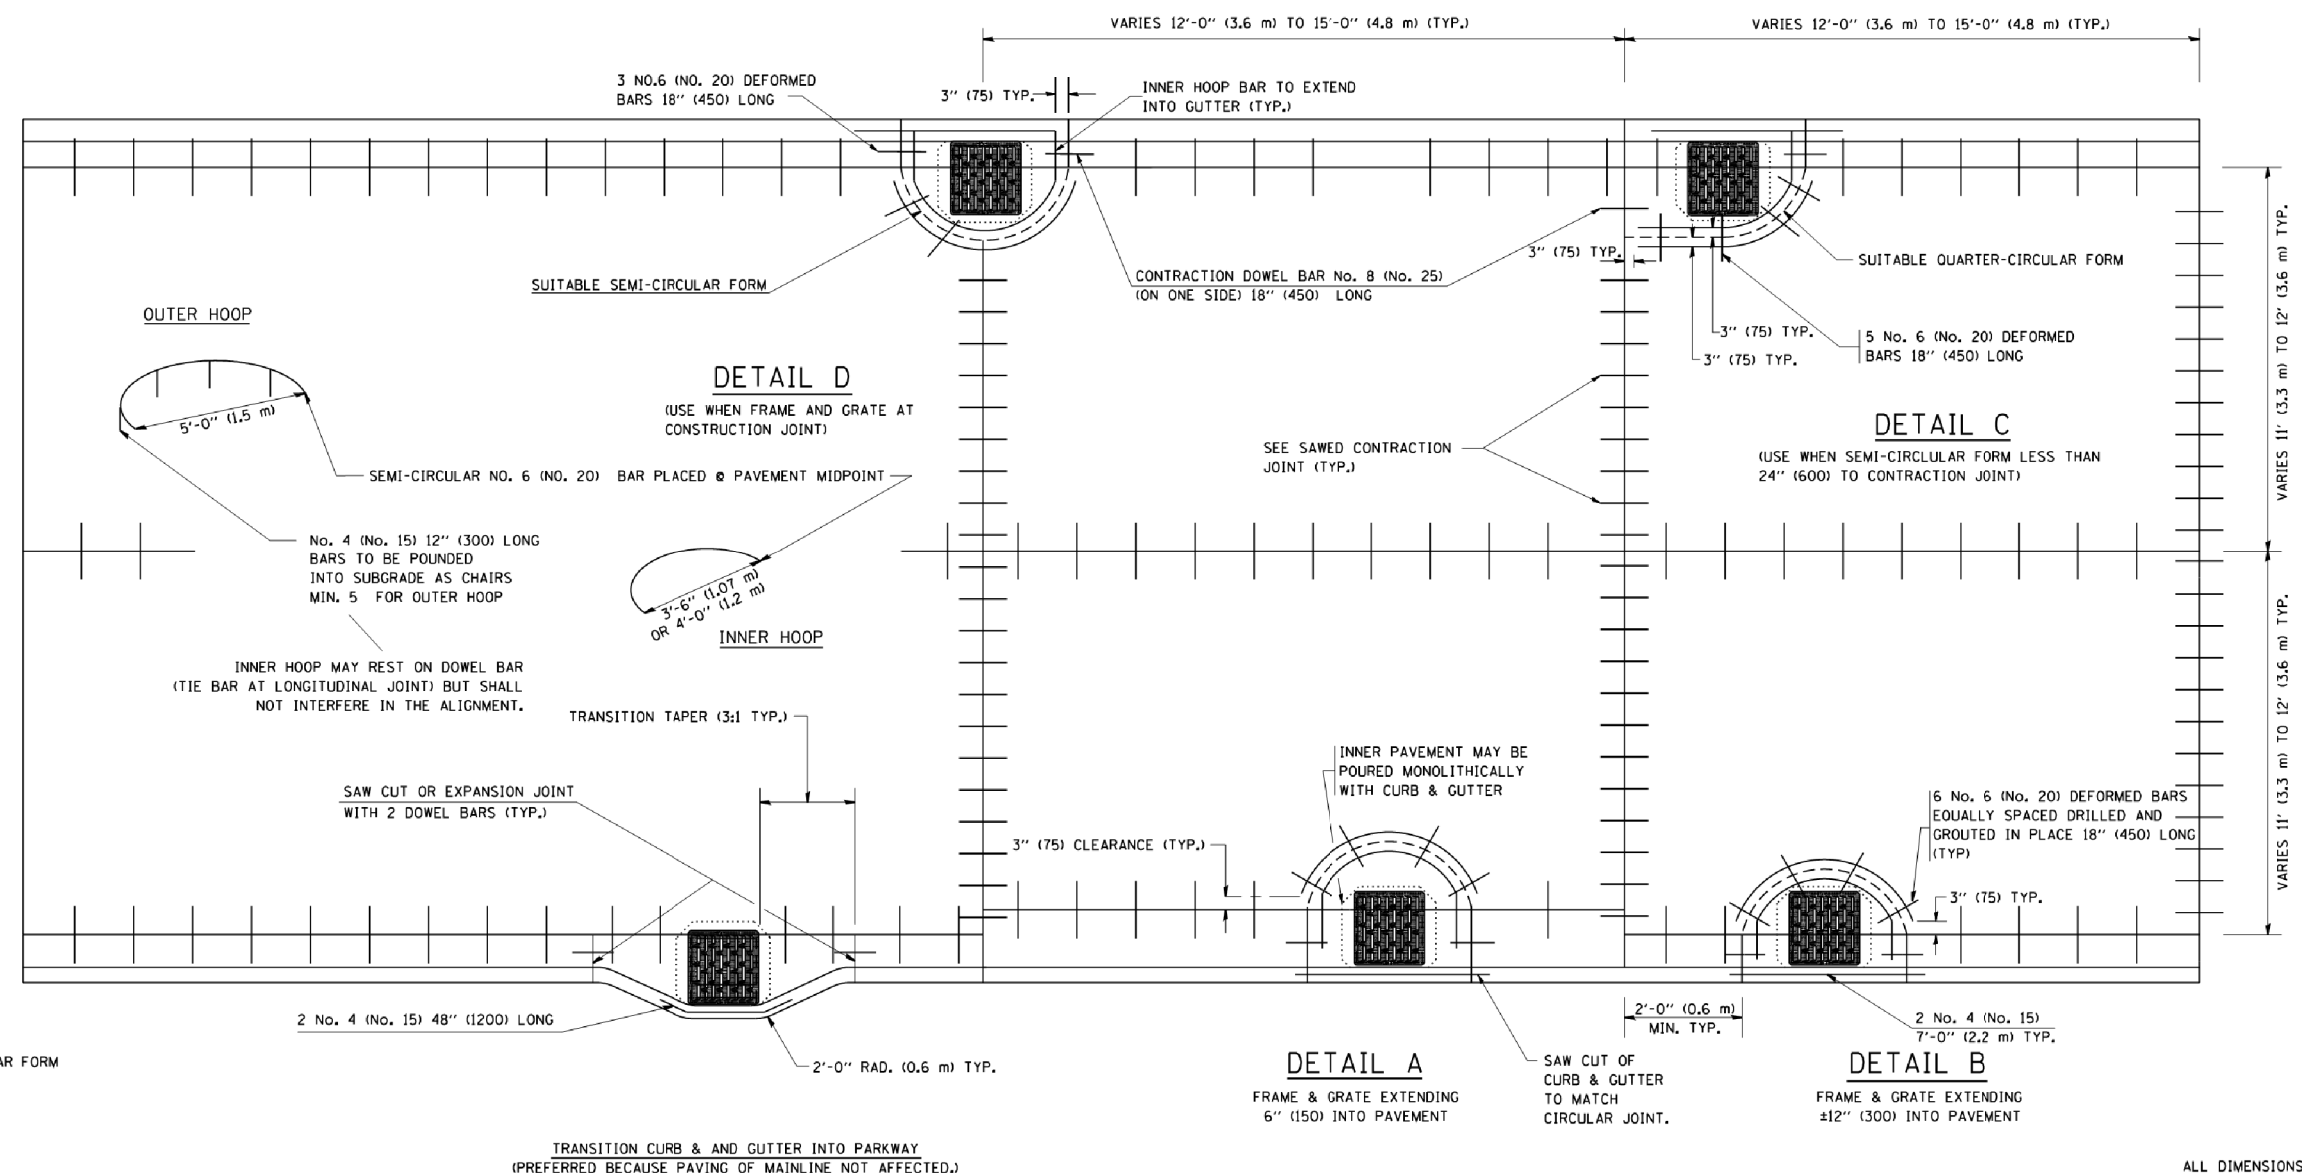 VARIES 12'-0" (3.6 m) TO 15'-0" (4.8 m) (TYP.)
VARIES 12'-0" (3.6 m) TO 15'-0" (4.8 m) (TYP.)
3 NO.6 (NO. 20) DEFORMED
BARS 18" (450) LONG
3" (75) TYP.
INNER HOOP BAR TO EXTEND
INTO GUTTER (TYP.)
SUITABLE SEMI-CIRCULAR FORM
CONTRACTION DOWEL BAR No. 8 (No. 25)
(ON ONE SIDE) 18" (450) LONG
3" (75) TYP.
SUITABLE QUARTER-CIRCULAR FORM
3" (75) TYP.
3" (75) TYP.
5 No. 6 (No. 20) DEFORMED
BARS 18" (450) LONG
VARIES 11' (3.3 m) TO 12' (3.6 m) TYP.
OUTER HOOP
5'-0" (1.5 m)
DETAIL D
(USE WHEN FRAME AND GRATE AT
CONSTRUCTION JOINT)
SEMI-CIRCULAR NO. 6 (NO. 20) BAR PLACED @ PAVEMENT MIDPOINT
SEE SAWED CONTRACTION
JOINT (TYP.)
DETAIL C
(USE WHEN SEMI-CIRCLULAR FORM LESS THAN
24" (600) TO CONTRACTION JOINT)
No. 4 (No. 15) 12" (300) LONG
BARS TO BE POUNDED
INTO SUBGRADE AS CHAIRS
MIN. 5 FOR OUTER HOOP
3'-6" (1.07 m)
OR 4'-0" (1.2 m)
INNER HOOP
INNER HOOP MAY REST ON DOWEL BAR
(TIE BAR AT LONGITUDINAL JOINT) BUT SHALL
NOT INTERFERE IN THE ALIGNMENT.
TRANSITION TAPER (3:1 TYP.)
SAW CUT OR EXPANSION JOINT
WITH 2 DOWEL BARS (TYP.)
INNER PAVEMENT MAY BE
POURED MONOLITHICALLY
WITH CURB & GUTTER
3" (75) CLEARANCE (TYP.)
6 No. 6 (No. 20) DEFORMED BARS
EQUALLY SPACED DRILLED AND
GROUTED IN PLACE 18" (450) LONG
(TYP)
3" (75) TYP.
VARIES 11' (3.3 m) TO 12' (3.6 m) TYP.
2 No. 4 (No. 15) 48" (1200) LONG
2'-0" RAD. (0.6 m) TYP.
2'-0" (0.6 m)
MIN. TYP.
2 No. 4 (No. 15)
7'-0" (2.2 m) TYP.
AR FORM
DETAIL A
FRAME & GRATE EXTENDING
6" (150) INTO PAVEMENT
SAW CUT OF
CURB & GUTTER
TO MATCH
CIRCULAR JOINT.
DETAIL B
FRAME & GRATE EXTENDING
±12" (300) INTO PAVEMENT
TRANSITION CURB & AND GUTTER INTO PARKWAY
(PREFERRED BECAUSE PAVING OF MAINLINE NOT AFFECTED.)
ALL DIMENSIONS